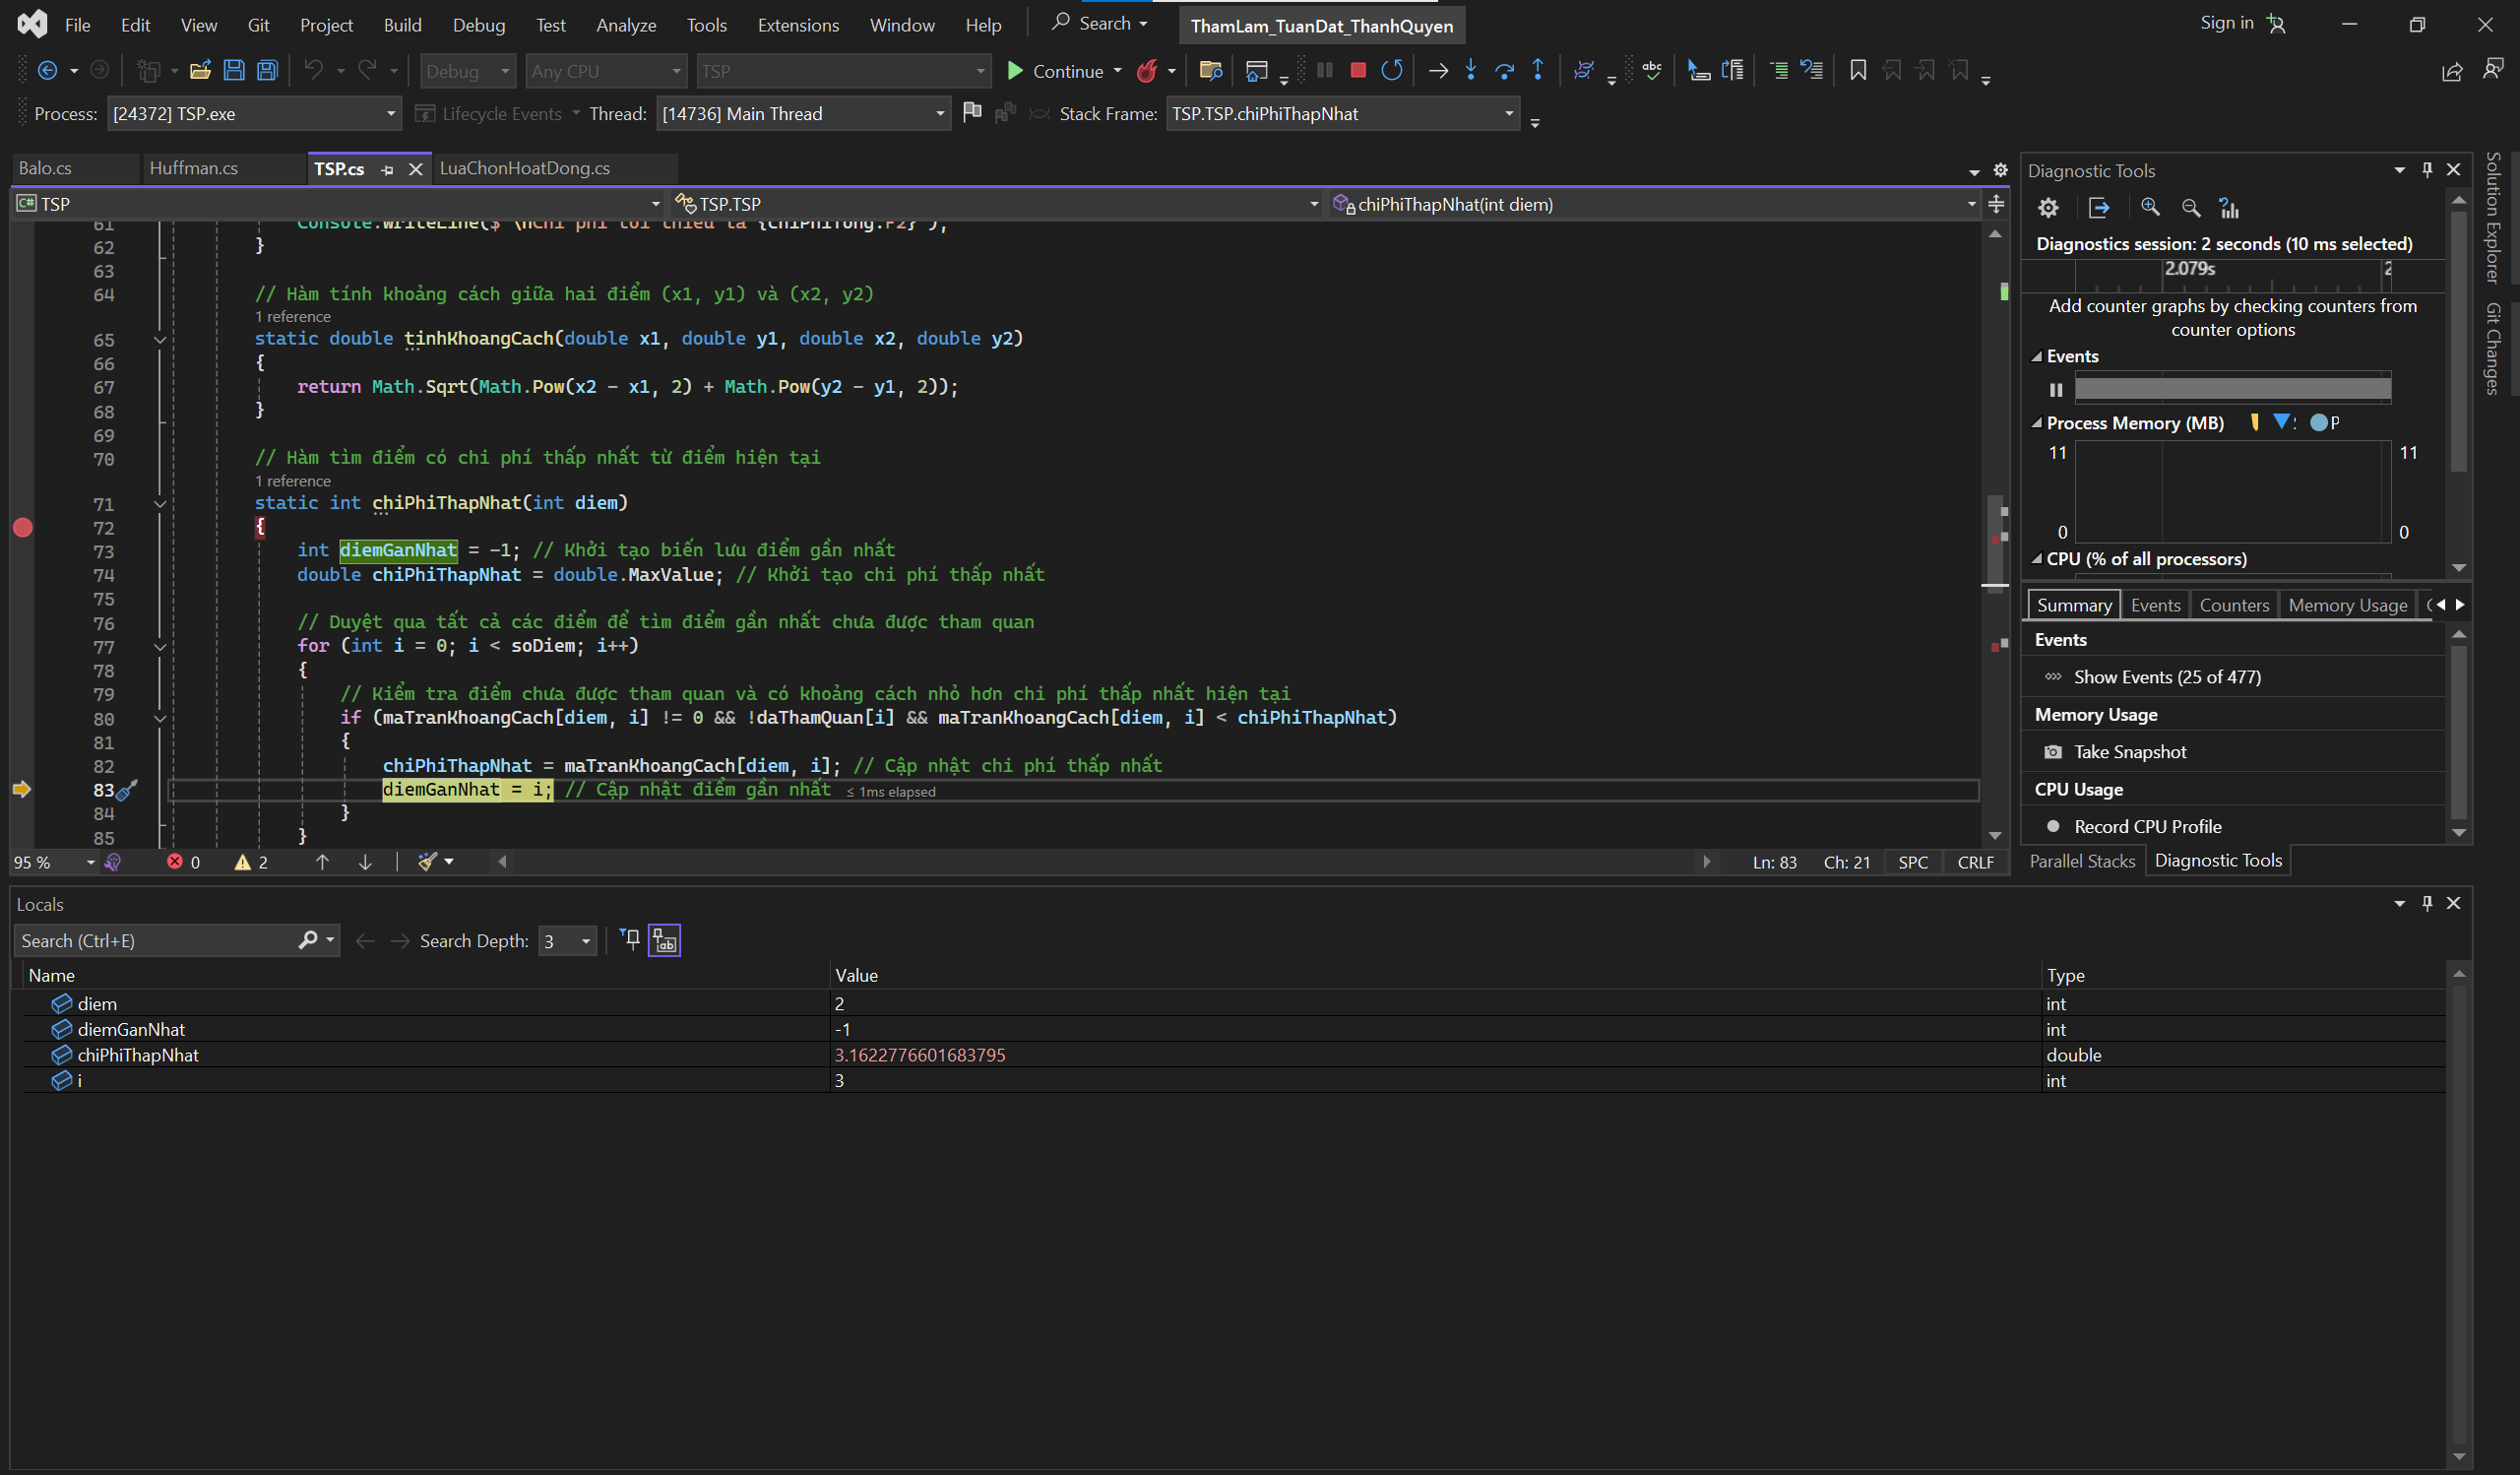 File Edit View Git Project Build Debug Test Analyze Tools Extensions Window Help Search ThamLam_TuanDat_ThanhQuyen Sign in
Debug Any CPU TSP Continue
Process: [24372] TSP.exe Lifecycle Events Thread: [14736] Main Thread Stack Frame: TSP.TSP.chiPhiThapNhat
Balo.cs Huffman.cs TSP.cs LuaChonHoatDong.cs
C# TSP TSP.TSP chiPhiThapNhat(int diem)
61 Console.WriteLine($"\nChi phí tối thiểu là {chiPhiTong:F2}");
62 }
63
64 // Hàm tính khoảng cách giữa hai điểm (x1, y1) và (x2, y2)
1 reference
65 static double tinhKhoangCach(double x1, double y1, double x2, double y2)
66 {
67 return Math.Sqrt(Math.Pow(x2 - x1, 2) + Math.Pow(y2 - y1, 2));
68 }
69
70 // Hàm tìm điểm có chi phí thấp nhất từ điểm hiện tại
1 reference
71 static int chiPhiThapNhat(int diem)
72 {
73 int diemGanNhat = -1; // Khởi tạo biến lưu điểm gần nhất
74 double chiPhiThapNhat = double.MaxValue; // Khởi tạo chi phí thấp nhất
75
76 // Duyệt qua tất cả các điểm để tìm điểm gần nhất chưa được tham quan
77 for (int i = 0; i < soDiem; i++)
78 {
79 // Kiểm tra điểm chưa được tham quan và có khoảng cách nhỏ hơn chi phí thấp nhất hiện tại
80 if (maTranKhoangCach[diem, i] != 0 && !daThamQuan[i] && maTranKhoangCach[diem, i] < chiPhiThapNhat)
81 {
82 chiPhiThapNhat = maTranKhoangCach[diem, i]; // Cập nhật chi phí thấp nhất
83 diemGanNhat = i; // Cập nhật điểm gần nhất ≤ 1ms elapsed
84 }
85 }
95 % 0 2 Ln: 83 Ch: 21 SPC CRLF
Diagnostic Tools
Diagnostics session: 2 seconds (10 ms selected)
2.079s 2
Add counter graphs by checking counters from
counter options
Events
Process Memory (MB) P
11 11
0 0
CPU (% of all processors)
Summary Events Counters Memory Usage
Events
Show Events (25 of 477)
Memory Usage
Take Snapshot
CPU Usage
Record CPU Profile
Parallel Stacks Diagnostic Tools
Solution Explorer
Git Changes
Locals
Search (Ctrl+E) Search Depth: 3
Name Value Type
diem 2 int
diemGanNhat -1 int
chiPhiThapNhat 3.1622776601683795 double
i 3 int